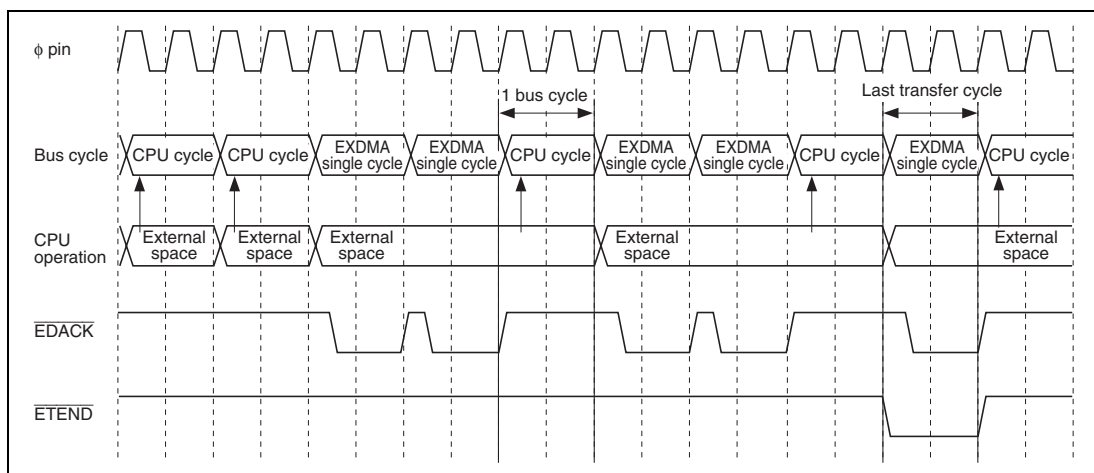 φ pin
1 bus cycle
Last transfer cycle
Bus cycle
CPU cycle
CPU cycle
EXDMA
single cycle
EXDMA
single cycle
CPU cycle
EXDMA
single cycle
EXDMA
single cycle
CPU cycle
EXDMA
single cycle
CPU cycle
CPU
operation
External
space
External
space
External
space
External
space
External
space
EDACK
ETEND